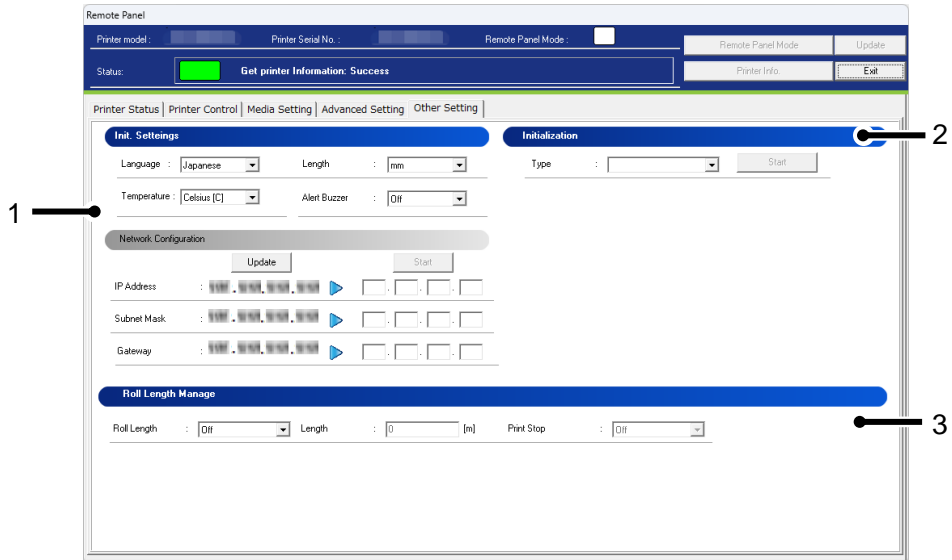 Remote Panel
Printer model : Printer Serial No. : Remote Panel Mode :
Remote Panel Mode Update
Status: Get printer Information: Success
Printer Info. Exit
Printer Status Printer Control Media Setting Advanced Setting Other Setting
Init. Setteings Initialization 2
Language : Japanese Length : mm Type : Start
Temperature : Celsius [C] Alert Buzzer : Off
1
Network Configuration
Update Start
IP Address : . . . . . .
Subnet Mask : . . . . . .
Gateway : . . . . . .
Roll Length Manage
Roll Length : Off Length : 0 [m] Print Stop : Off 3